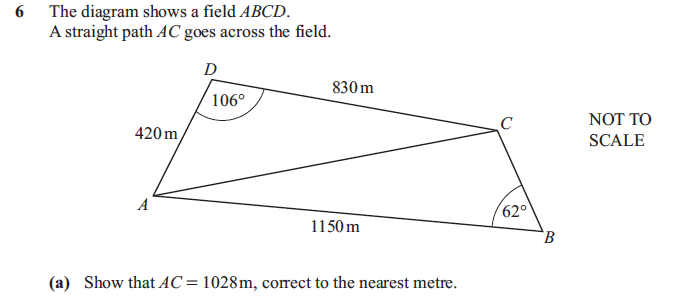 6 The diagram shows a field ABCD.
A straight path AC goes across the field.
D
830 m
106°
C
NOT TO
SCALE
420 m
A
62°
1150 m
B
(a) Show that AC = 1028 m, correct to the nearest metre.